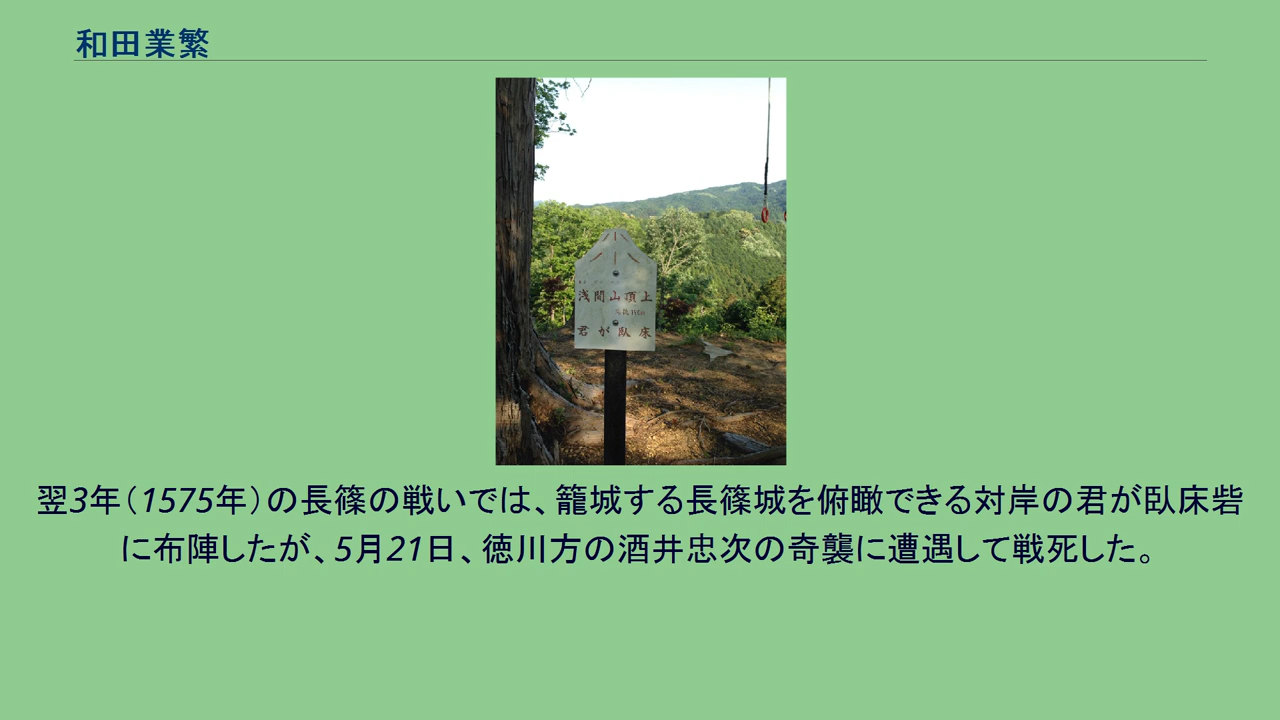 和田業繁
浅間山頂上
君が臥床
翌3年（1575年）の長篠の戦いでは、籠城する長篠城を俯瞰できる対岸の君が臥床砦
に布陣したが、5月21日、徳川方の酒井忠次の奇襲に遭遇して戦死した。